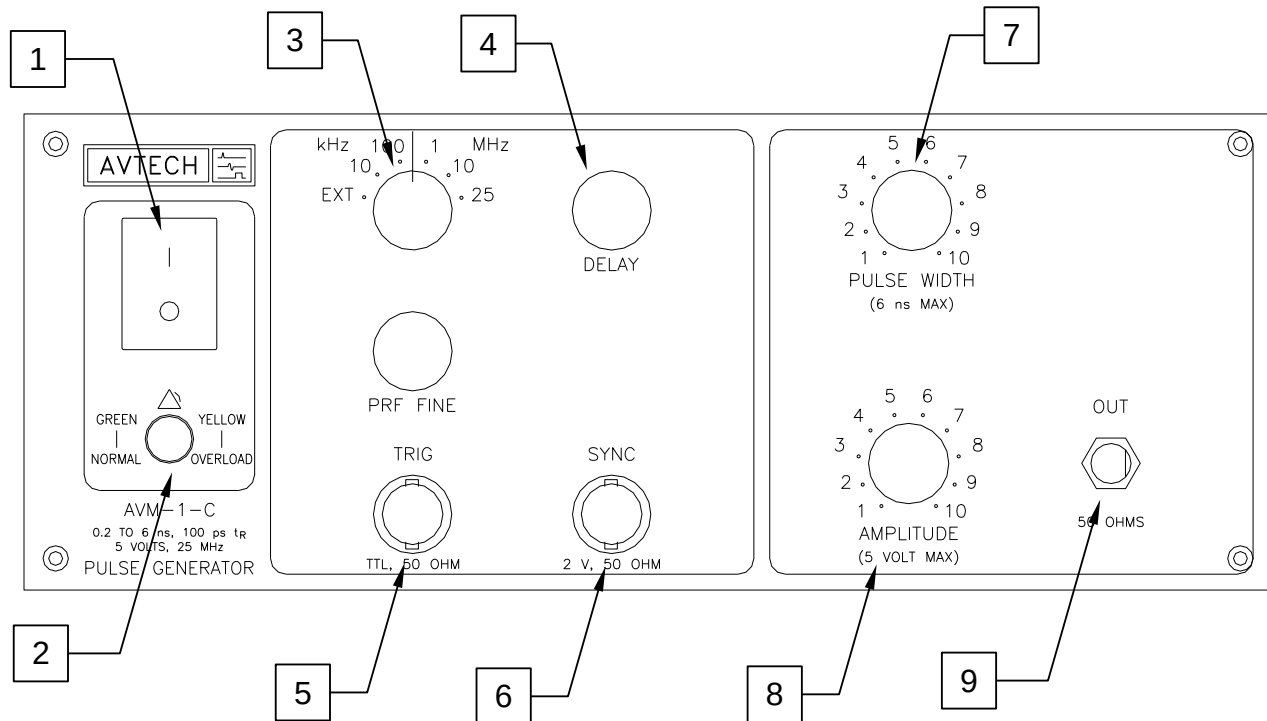 1
3
4
7
AVTECH
kHz 100 1 MHz
10 10
EXT 25
DELAY
PRF FINE
TRIG
SYNC
TTL, 50 OHM
2 V, 50 OHM
GREEN
NORMAL
YELLOW
OVERLOAD
AVM-1-C
0.2 TO 6 ns, 100 ps tR
5 VOLTS, 25 MHz
PULSE GENERATOR
5 6
4 7
3 8
2 9
1 10
PULSE WIDTH
(6 ns MAX)
5 6
4 7
3 8
2 9
1 10
AMPLITUDE
(5 VOLT MAX)
OUT
50 OHMS
2
5
6
8
9